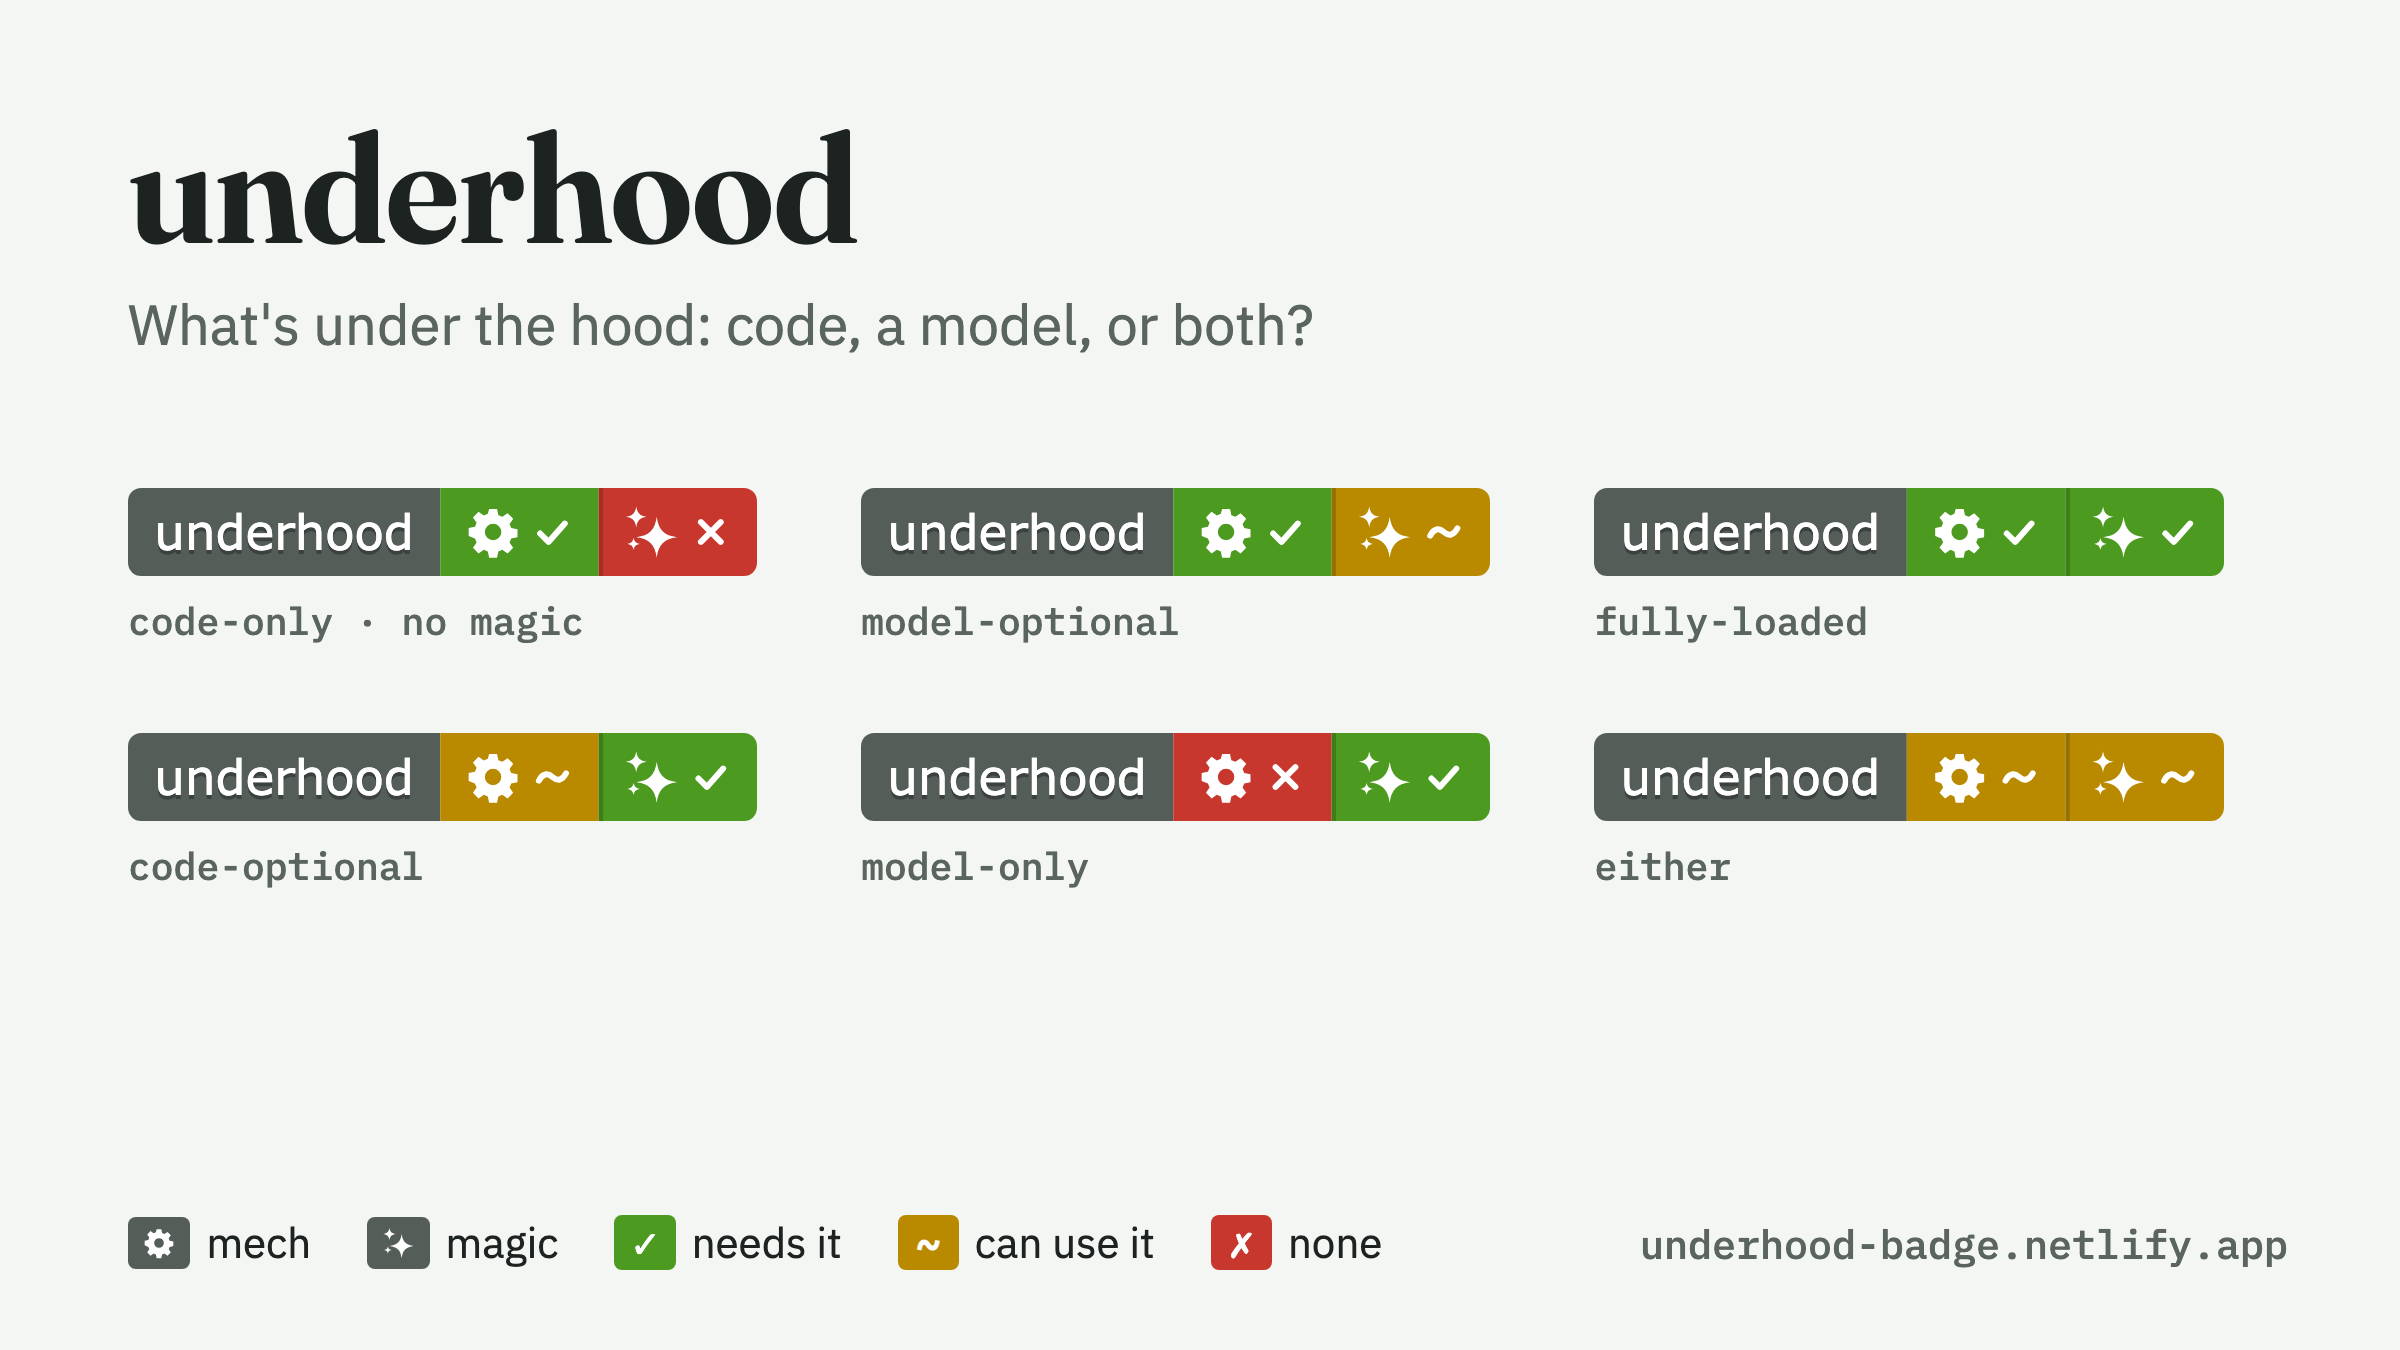 underhood
What's under the hood: code, a model, or both?
underhood ✓ ✗
underhood ✓ ~
underhood ✓ ✓
code-only · no magic
model-optional
fully-loaded
underhood ~ ✓
underhood ✗ ✓
underhood ~ ~
code-optional
model-only
either
mech
magic
✓ needs it
~ can use it
✗ none
underhood-badge.netlify.app